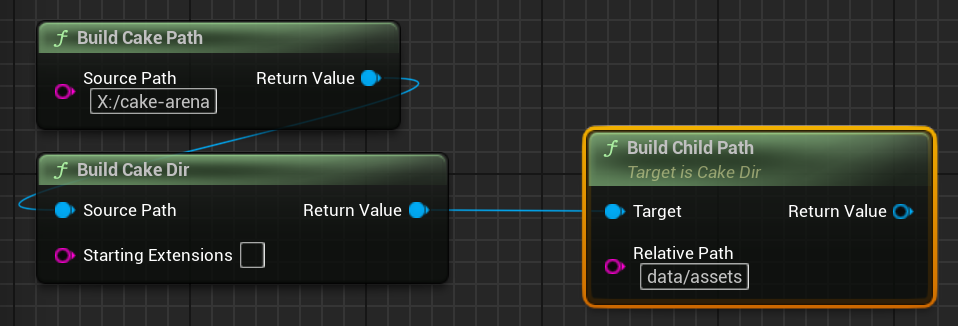 Build Cake Path
Source Path Return Value
X:/cake-arena
Build Cake Dir
Source Path Return Value
Starting Extensions
Build Child Path
Target is Cake Dir
Target Return Value
Relative Path
data/assets